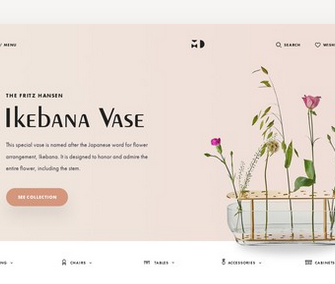 / MENU
SEARCH
WISH
THE FRITZ HANSEN
IKEBANA VASE
This special vase is named after the Japanese word for flower
arrangement, Ikebana. It is designed to honor and admire the
entire flower, including the stem.
SEE COLLECTION
NG
CHAIRS
TABLES
ACCESSORIES
CABINETS